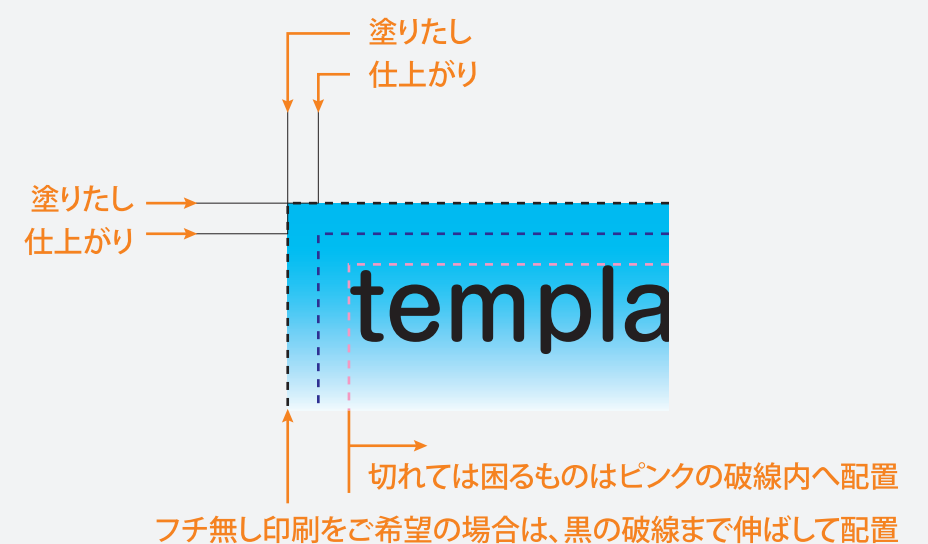 塗りたし
仕上がり
塗りたし
仕上がり
templa
切れては困るものはピンクの破線内へ配置
フチ無し印刷をご希望の場合は、黒の破線まで伸ばして配置